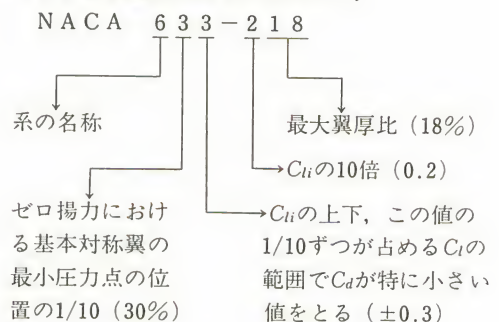 NACA 633-218
系の名称
最大翼厚比（18%）
Cliの10倍（0.2）
ゼロ揚力におけ
る基本対称翼の
最小圧力点の位
置の1/10（30%）
Cliの上下，この値の
1/10ずつが占めるClの
範囲でCdが特に小さい
値をとる（±0.3）